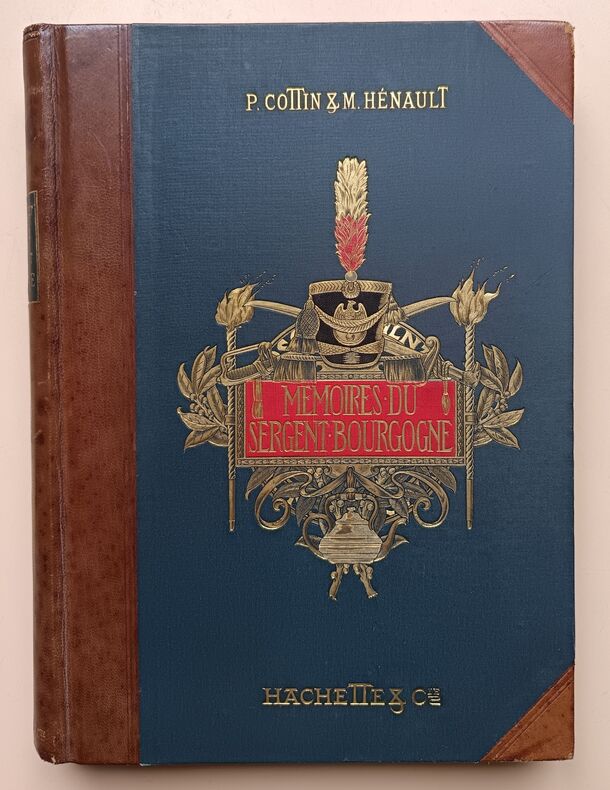 P. COTTIN & M. HÉNAULT
MÉMOIRES · DU
SERGENT · BOURGOGNE
HACHETTE & Cie